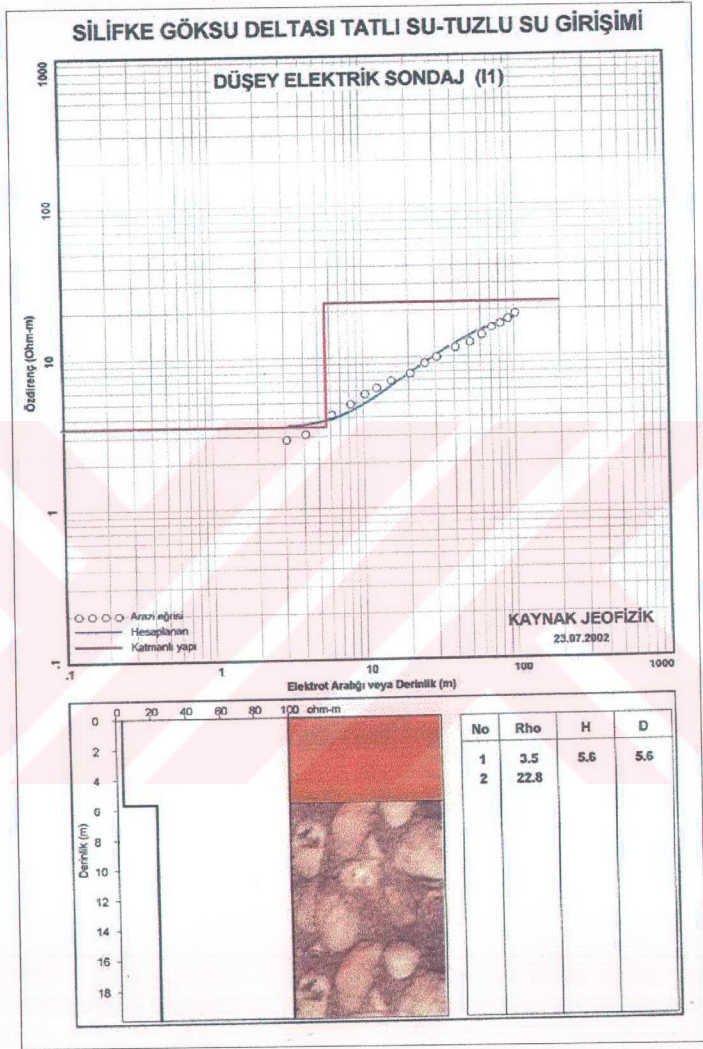 SİLİFKE GÖKSU DELTASI TATLI SU-TUZLU SU GİRİŞİMİ
DÜŞEY ELEKTRİK SONDAJ (I1)
Özdirenç (Ohm-m)
1000
100
10
1
.1
Arazi eğrisi
Hesaplanan
Katmanlı yapı
KAYNAK JEOFİZİK
23.07.2002
.1 1 10 100 1000
Elektrot Aralığı veya Derinlik (m)
0 20 40 60 80 100 ohm-m
Derinlik (m)
0
2
4
6
8
10
12
14
16
18
No Rho H D
1 3.5 5.6 5.6
2 22.8